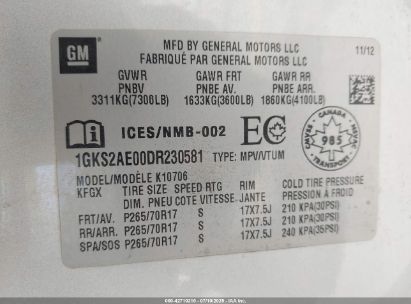 GM
MFD BY GENERAL MOTORS LLC
11/12
FABRIQUÉ PAR GENERAL MOTORS LLC
GVWR GAWR FRT GAWR RR
PNBV PNBE AV. PNBE ARR.
3311KG(7300LB) 1633KG(3600LB) 1860KG(4100LB)
ICES/NMB-002
EC
CANADA
985
1GKS2AE00DR230581 TYPE: MPV/VTUM
MODEL/MODÈLE K10706
KFGX TIRE SIZE SPEED RTG RIM COLD TIRE PRESSURE
DIM. PNEU COTE VITESSE JANTE PRESSION À FROID
FRT/AV. P265/70R17 S 17X7.5J 210 KPA(30PSI)
RR/ARR. P265/70R17 S 17X7.5J 210 KPA(30PSI)
SPA/SOS P265/70R17 S 17X7.5J 240 KPA(35PSI)